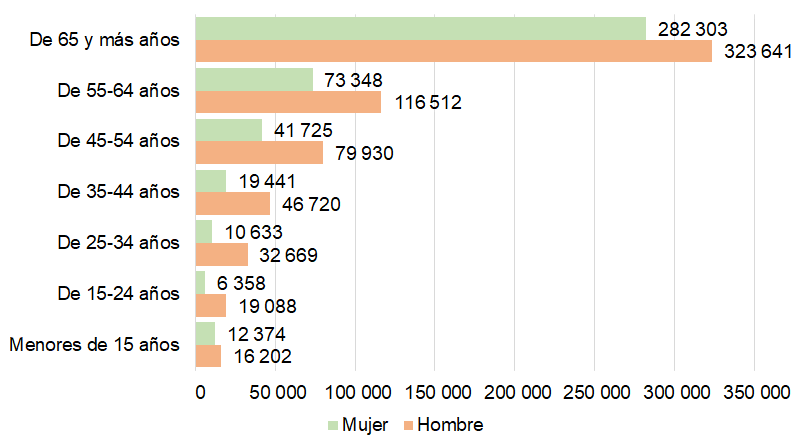 De 65 y más años
282 303
323 641
De 55-64 años
73 348
116 512
De 45-54 años
41 725
79 930
De 35-44 años
19 441
46 720
De 25-34 años
10 633
32 669
De 15-24 años
6 358
19 088
Menores de 15 años
12 374
16 202
0 50 000 100 000 150 000 200 000 250 000 300 000 350 000
Mujer Hombre